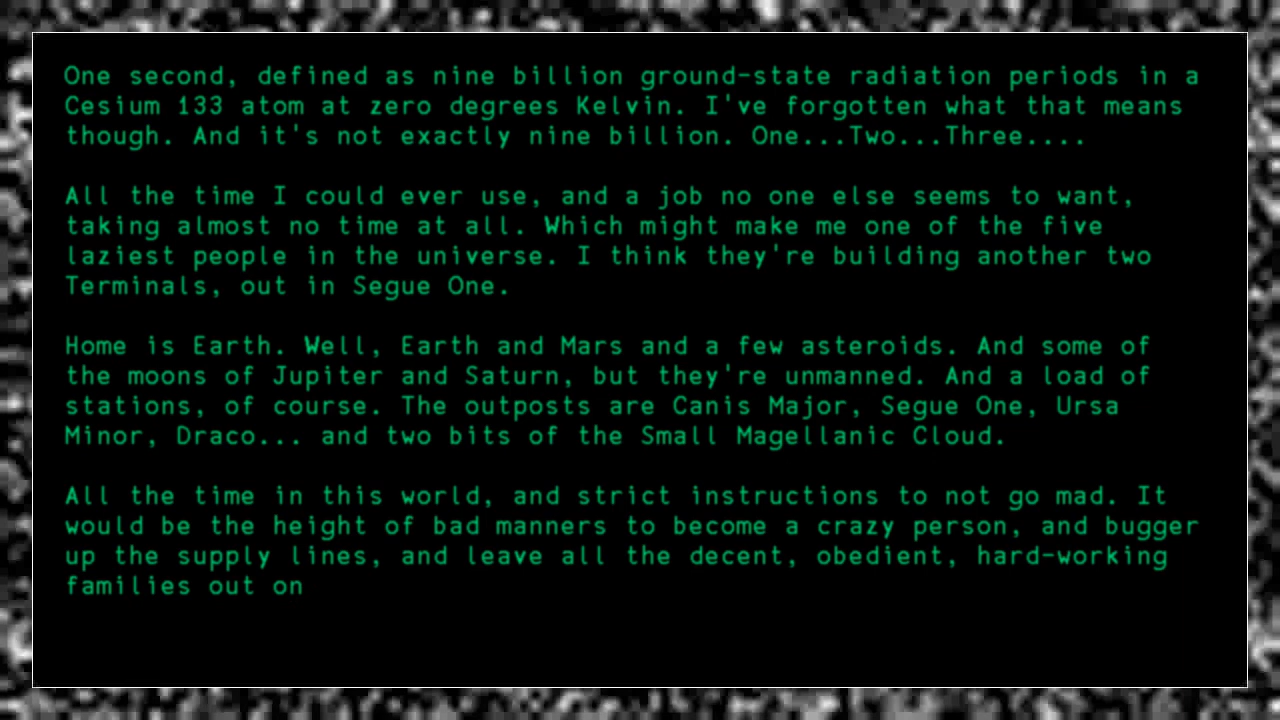 One second, defined as nine billion ground-state radiation periods in a
Cesium 133 atom at zero degrees Kelvin. I've forgotten what that means
though. And it's not exactly nine billion. One...Two...Three....
All the time I could ever use, and a job no one else seems to want,
taking almost no time at all. Which might make me one of the five
laziest people in the universe. I think they're building another two
Terminals, out in Segue One.
Home is Earth. Well, Earth and Mars and a few asteroids. And some of
the moons of Jupiter and Saturn, but they're unmanned. And a load of
stations, of course. The outposts are Canis Major, Segue One, Ursa
Minor, Draco... and two bits of the Small Magellanic Cloud.
All the time in this world, and strict instructions to not go mad. It
would be the height of bad manners to become a crazy person, and bugger
up the supply lines, and leave all the decent, obedient, hard-working
families out on